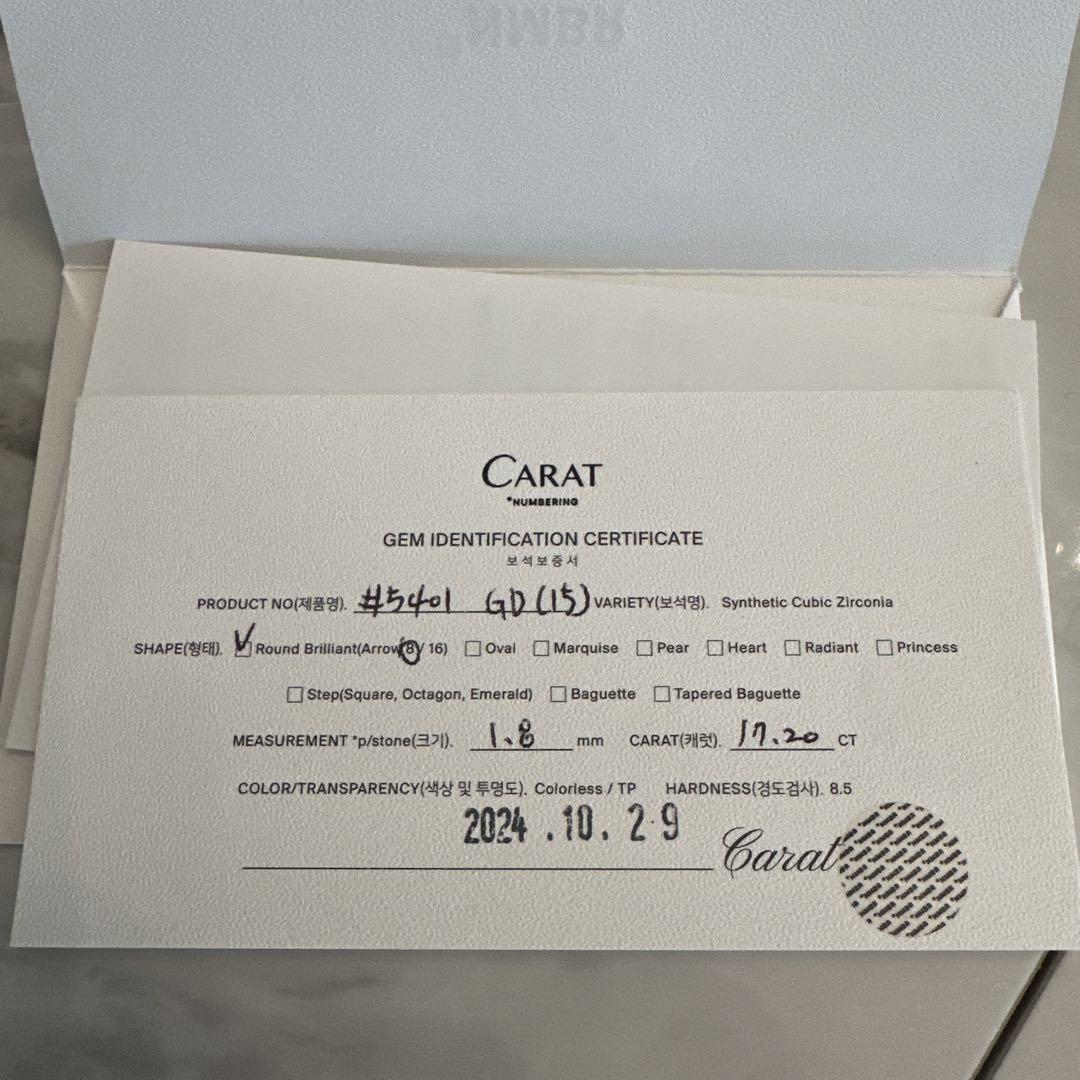 NMBR
CARAT
*NUMBERING
GEM IDENTIFICATION CERTIFICATE
보석보증서
PRODUCT NO(제품명). #5401 GD(15) VARIETY(보석명). Synthetic Cubic Zirconia
SHAPE(형태). Round Brilliant(Arrow 8 / 16) Oval Marquise Pear Heart Radiant Princess
Step(Square, Octagon, Emerald) Baguette Tapered Baguette
MEASUREMENT *p/stone(크기). 1.8 mm CARAT(캐럿). 17.20 CT
COLOR/TRANSPARENCY(색상 및 투명도). Colorless / TP HARDNESS(경도검사). 8.5
2024.10.29
Carat